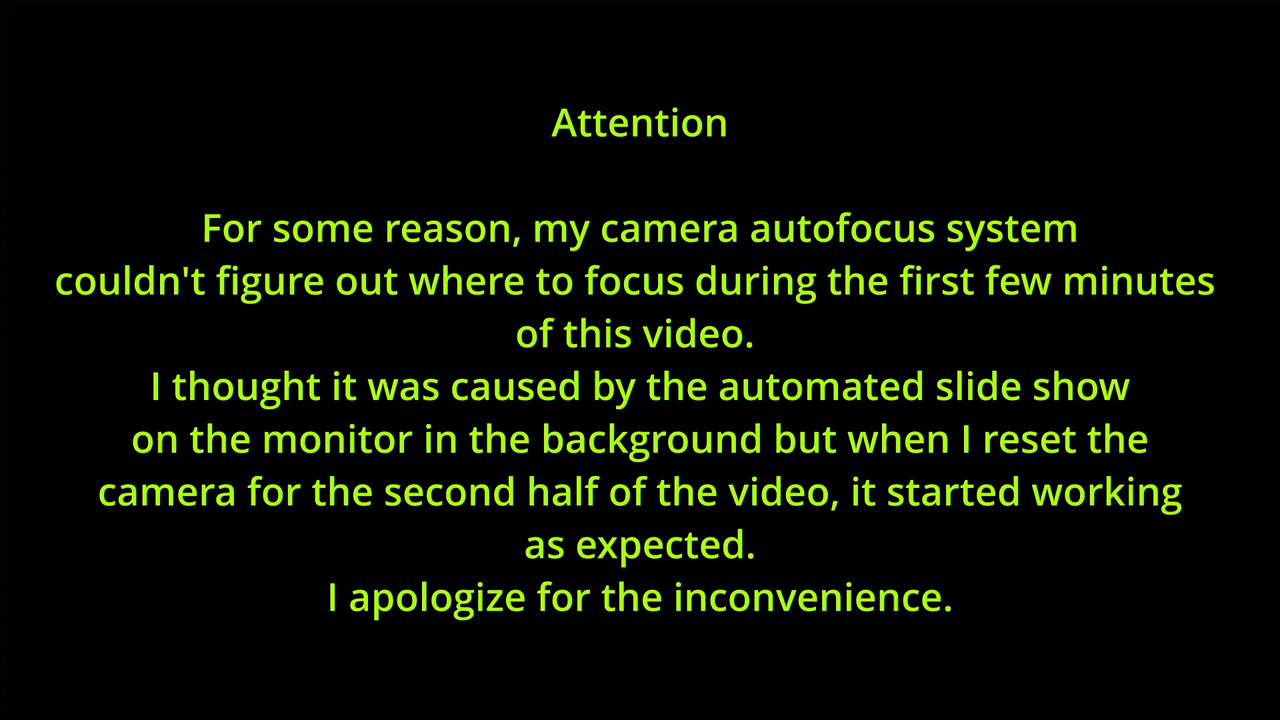 Attention
For some reason, my camera autofocus system
couldn't figure out where to focus during the first few minutes
of this video.
I thought it was caused by the automated slide show
on the monitor in the background but when I reset the
camera for the second half of the video, it started working
as expected.
I apologize for the inconvenience.